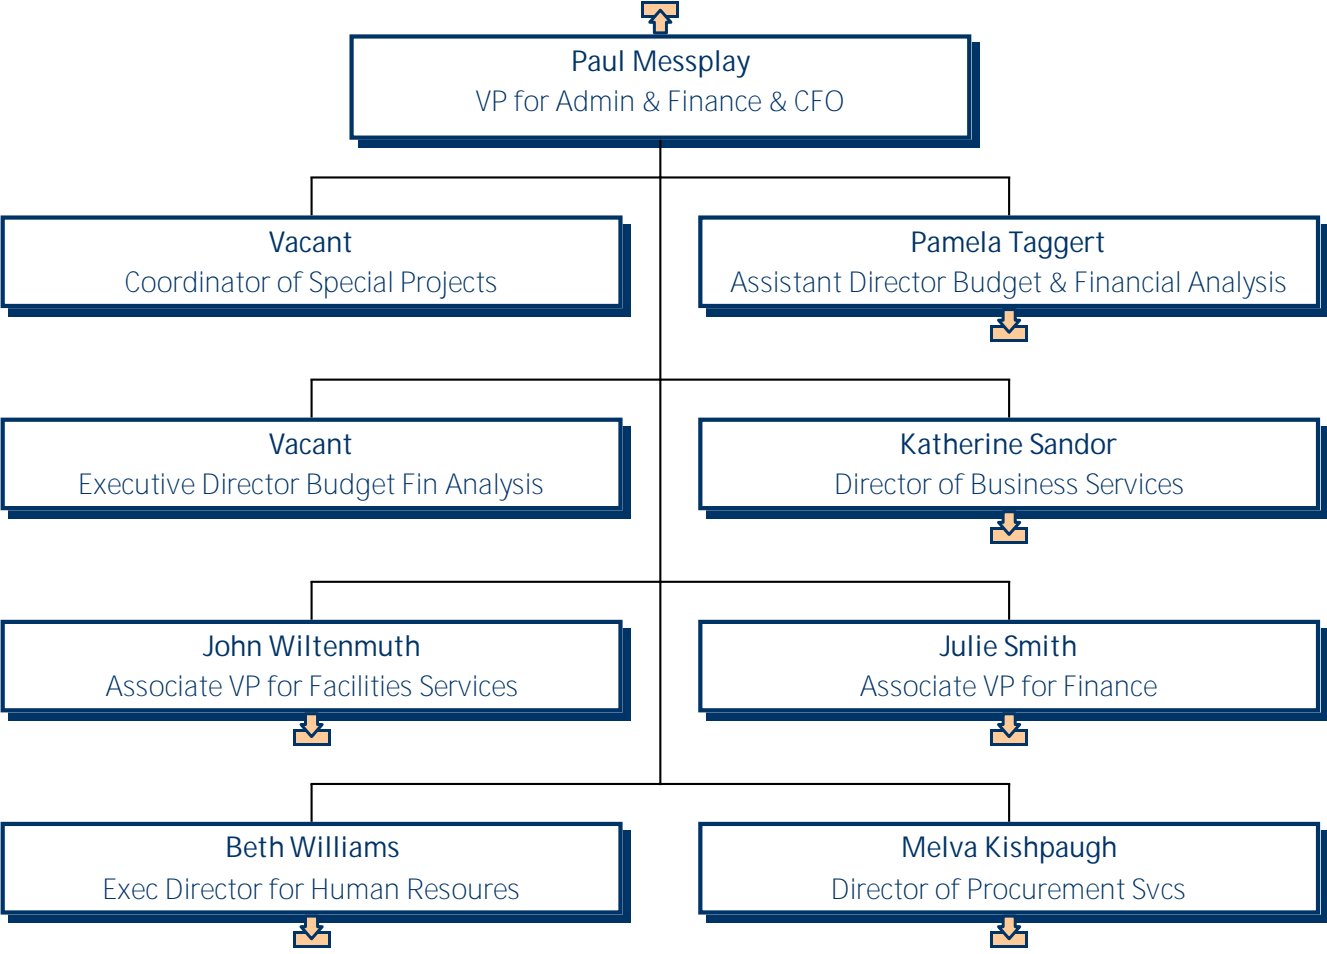 Paul Messplay
VP for Admin & Finance & CFO
Vacant
Coordinator of Special Projects
Pamela Taggert
Assistant Director Budget & Financial Analysis
Vacant
Executive Director Budget Fin Analysis
Katherine Sandor
Director of Business Services
John Wiltenmuth
Associate VP for Facilities Services
Julie Smith
Associate VP for Finance
Beth Williams
Exec Director for Human Resoures
Melva Kishpaugh
Director of Procurement Svcs